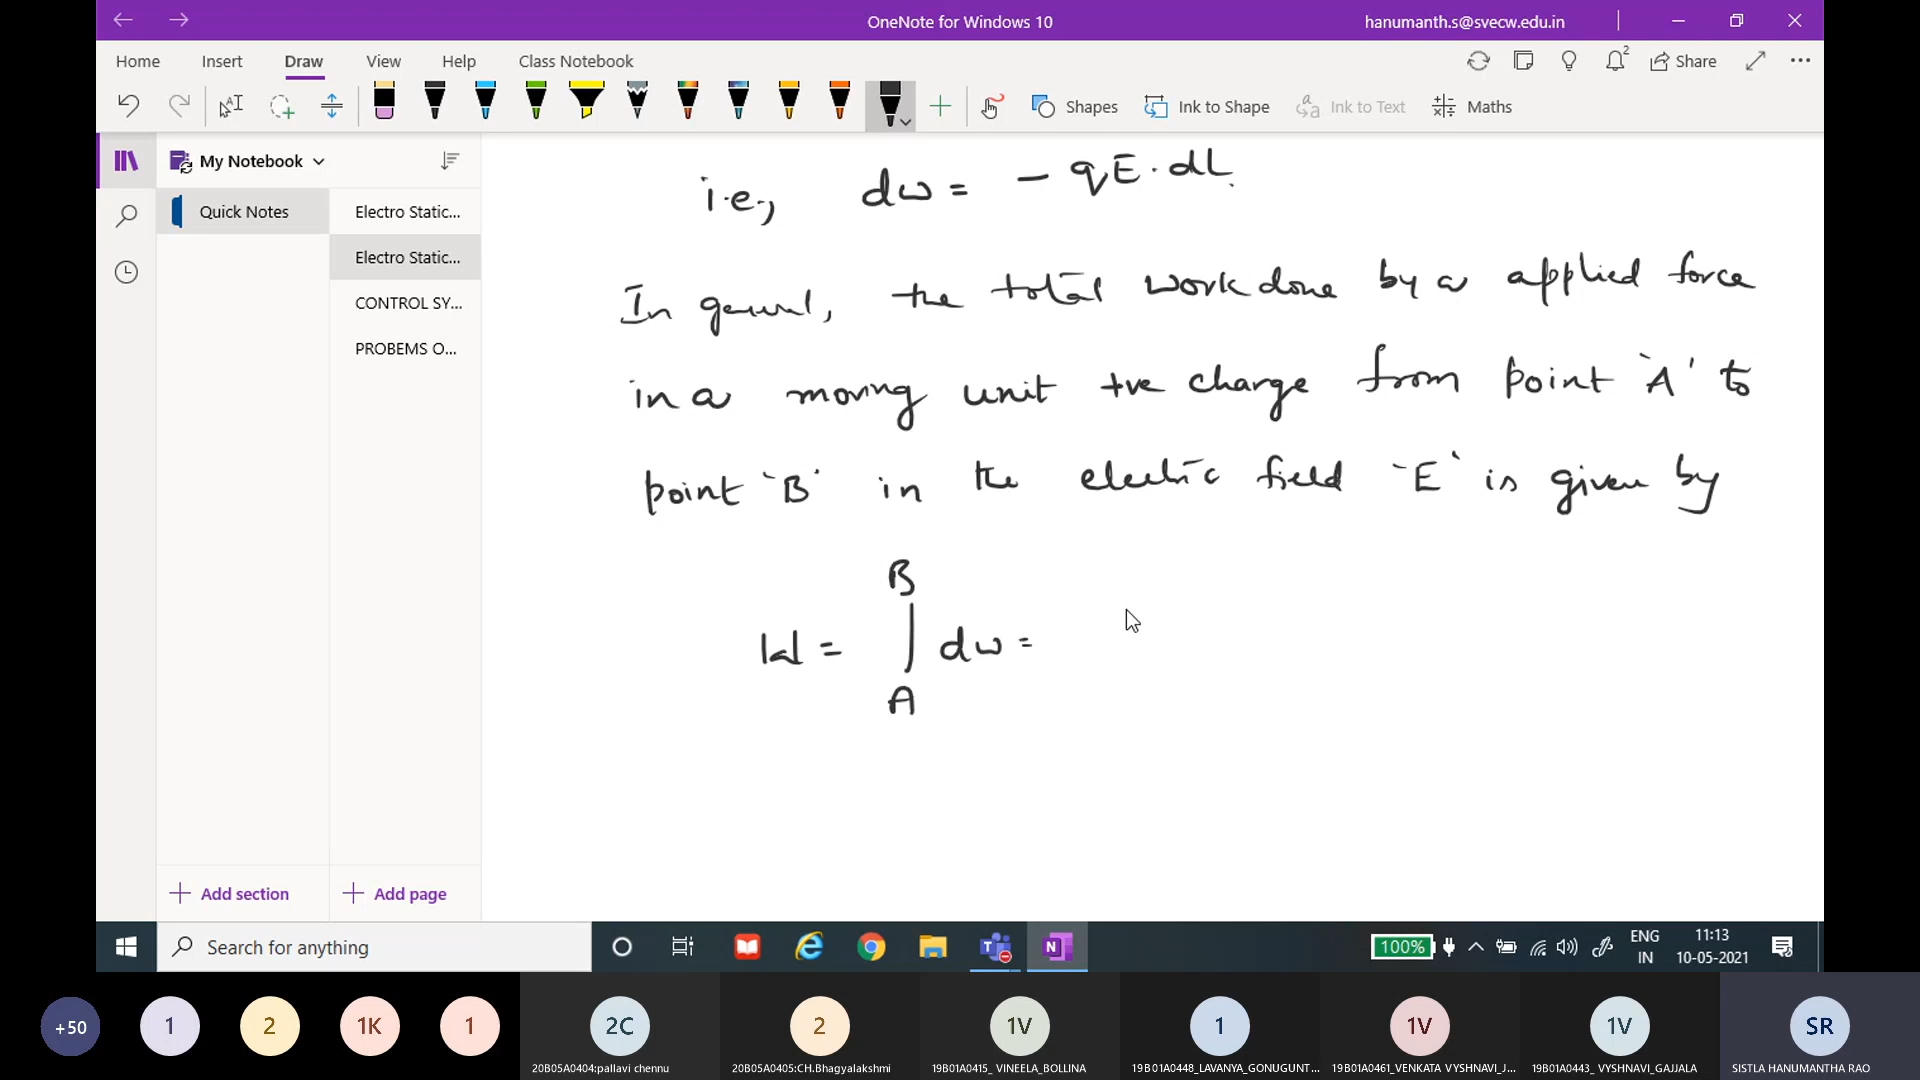 OneNote for Windows 10
hanumanth.s@svecw.edu.in
Home Insert Draw View Help Class Notebook
2
Share
Shapes Ink to Shape Ink to Text Maths
My Notebook
Quick Notes
Electro Static...
Electro Static...
CONTROL SY...
PROBEMS O...
i.e., dw = - qE. dL.
In general, the total work done by a applied force
in a moving unit +ve charge from point 'A' to
point 'B' in the electric field 'E' is given by
B
W = ∫ dw =
A
Add section
Add page
Search for anything
100%
ENG
IN
11:13
10-05-2021
+50 1 2 1K 1 2C 2 1V 1 1V 1V SR
20B05A0404:pallavi chennu
20B05A0405:CH.Bhagyalakshmi
19B01A0415_ VINEELA_BOLLINA
19B01A0448_LAVANYA_GONUGUNT...
19B01A0461_VENKATA VYSHNAVI_J...
19B01A0443_ VYSHNAVI_GAJJALA
SISTLA HANUMANTHA RAO